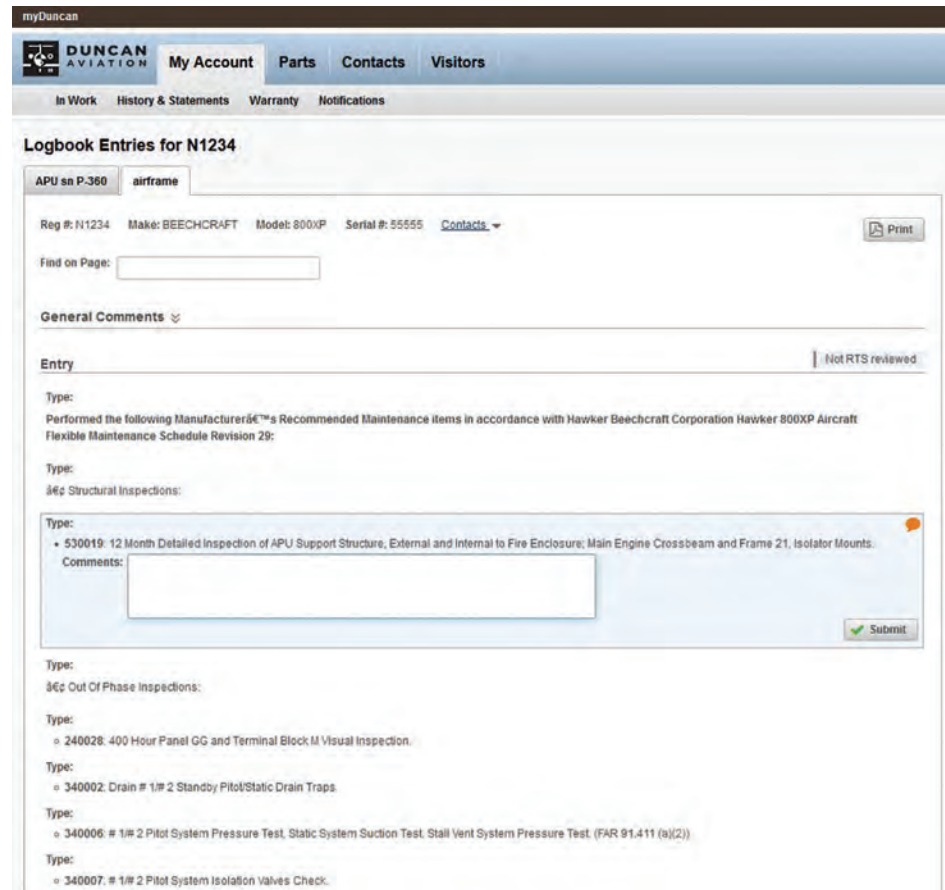 myDuncan
DUNCAN
AVIATION
My Account Parts Contacts Visitors
In Work History & Statements Warranty Notifications
Logbook Entries for N1234
APU sn P-360 airframe
Reg #: N1234 Make: BEECHCRAFT Model: 800XP Serial #: 55555 Contacts
Print
Find on Page:
General Comments
Entry Not RTS reviewed
Type:
Performed the following Manufacturerâ€™s Recommended Maintenance items in accordance with Hawker Beechcraft Corporation Hawker 800XP Aircraft
Flexible Maintenance Schedule Revision 29:
Type:
â€¢ Structural Inspections:
Type:
• 530019: 12 Month Detailed Inspection of APU Support Structure, External and Internal to Fire Enclosure; Main Engine Crossbeam and Frame 21, Isolator Mounts.
Comments:
Submit
Type:
â€¢ Out Of Phase Inspections:
Type:
○ 240028: 400 Hour Panel GG and Terminal Block M Visual Inspection.
Type:
○ 340002: Drain # 1/# 2 Standby Pitot/Static Drain Traps.
Type:
○ 340006: # 1/# 2 Pitot System Pressure Test, Static System Suction Test, Stall Vent System Pressure Test. (FAR 91.411 (a)(2))
Type:
○ 340007: # 1/# 2 Pitot System Isolation Valves Check.